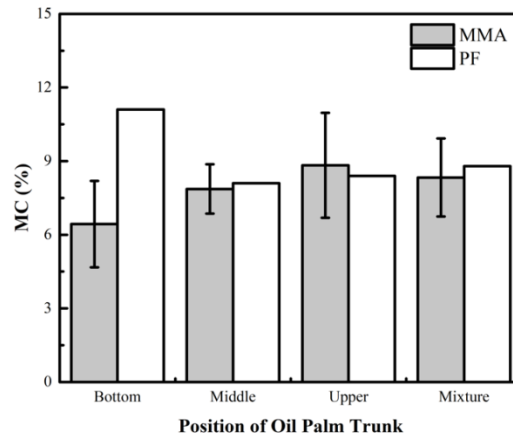 15
12
9
6
3
0
MC (%)
MMA
PF
Bottom Middle Upper Mixture
Position of Oil Palm Trunk